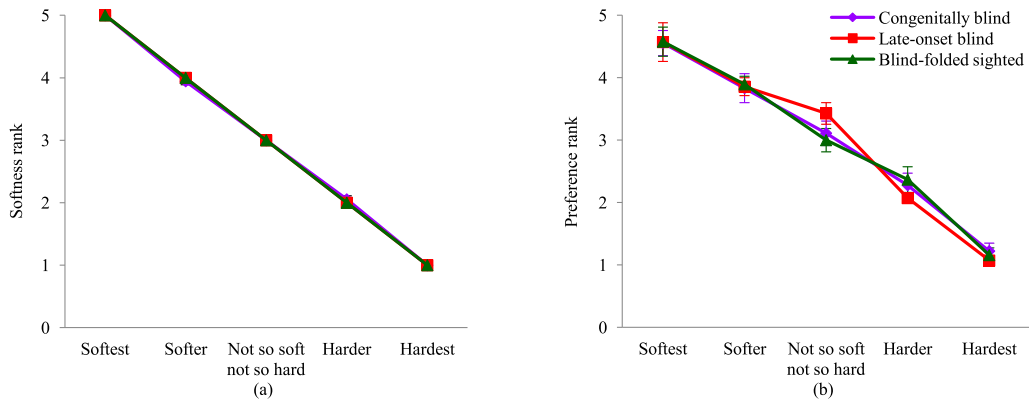 5
4
3
2
1
0
Softness rank
Softest
Softer
Not so soft
not so hard
Harder
Hardest
(a)
5
4
3
2
1
0
Preference rank
Congenitally blind
Late-onset blind
Blind-folded sighted
Softest
Softer
Not so soft
not so hard
Harder
Hardest
(b)